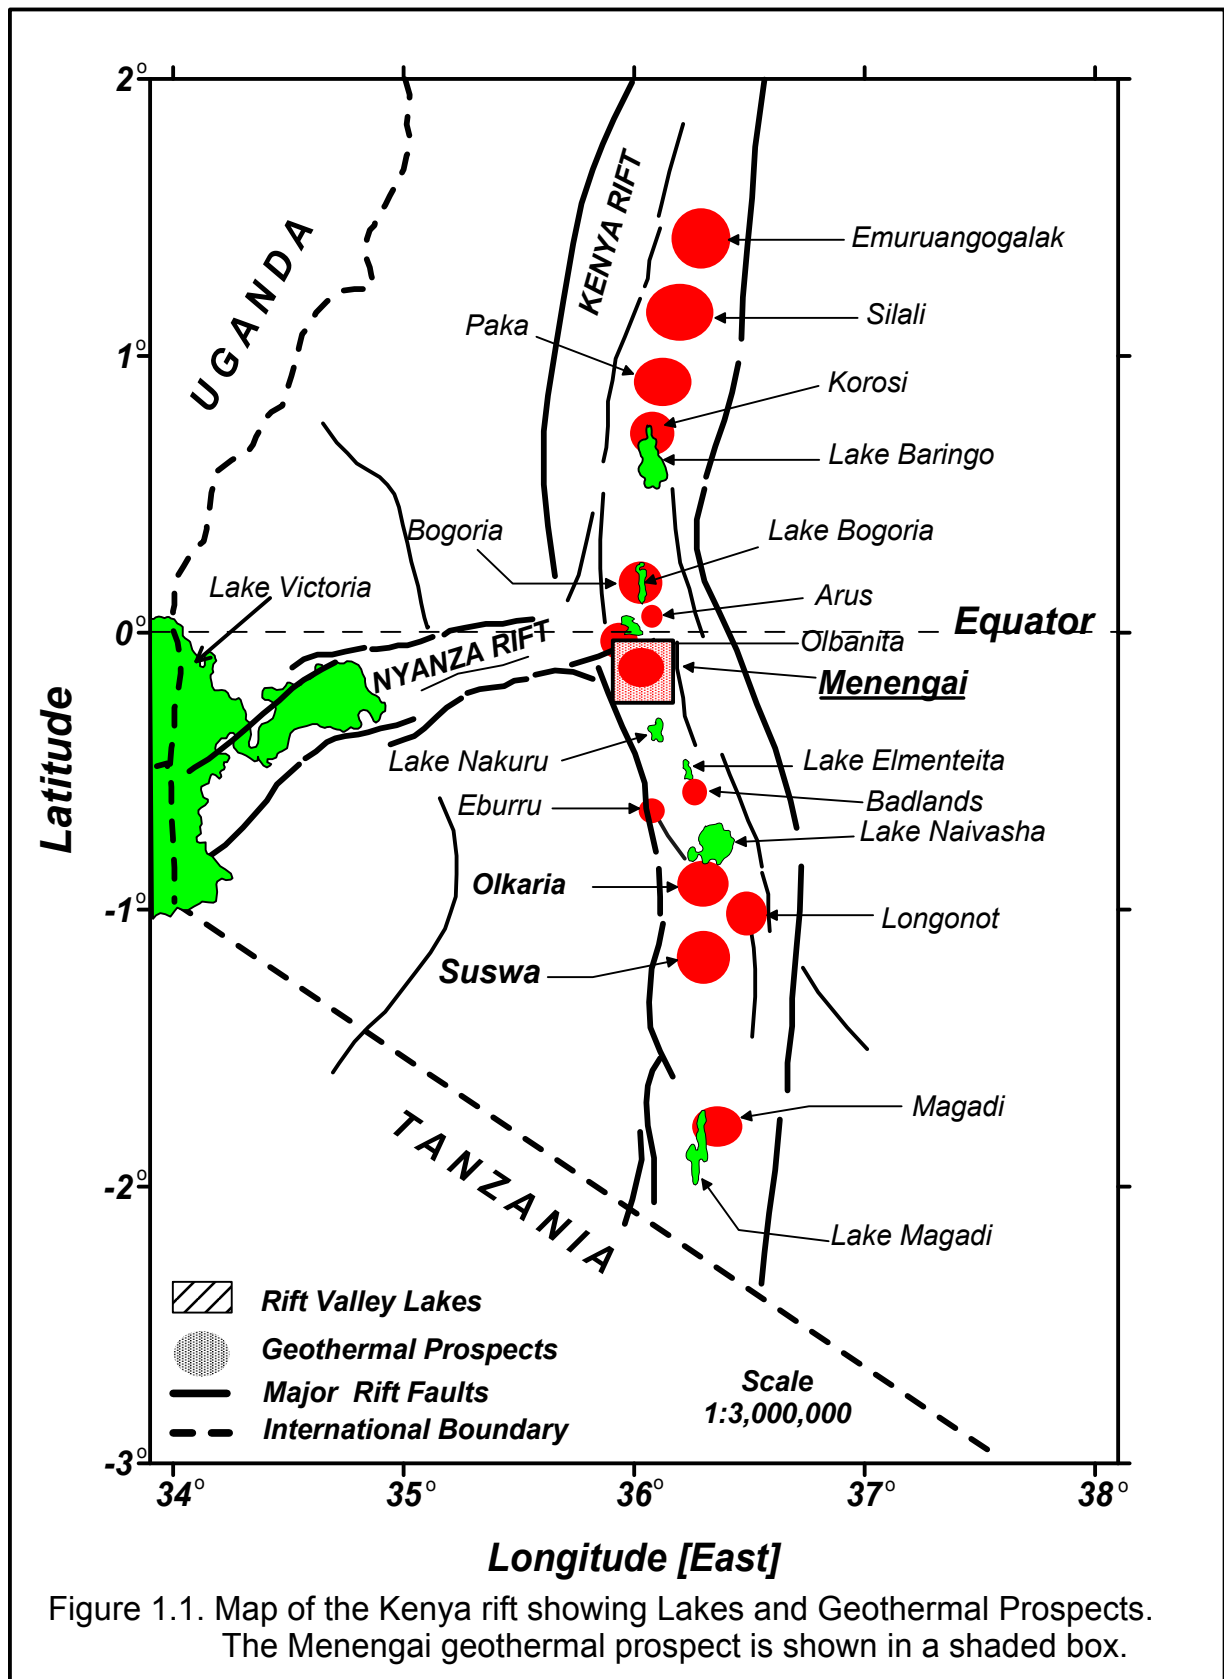 2°
1°
0°
-1°
-2°
-3°
34°
35°
36°
37°
38°
Latitude
Longitude [East]
UGANDA
KENYA RIFT
Emuruangogalak
Silali
Paka
Korosi
Lake Baringo
Bogoria
Lake Bogoria
Lake Victoria
Arus
Equator
NYANZA RIFT
Olbanita
Menengai
Lake Nakuru
Lake Elmenteita
Eburru
Badlands
Lake Naivasha
Olkaria
Longonot
Suswa
Magadi
TANZANIA
Lake Magadi
Rift Valley Lakes
Geothermal Prospects
Major Rift Faults
International Boundary
Scale
1:3,000,000
Figure 1.1. Map of the Kenya rift showing Lakes and Geothermal Prospects.
The Menengai geothermal prospect is shown in a shaded box.